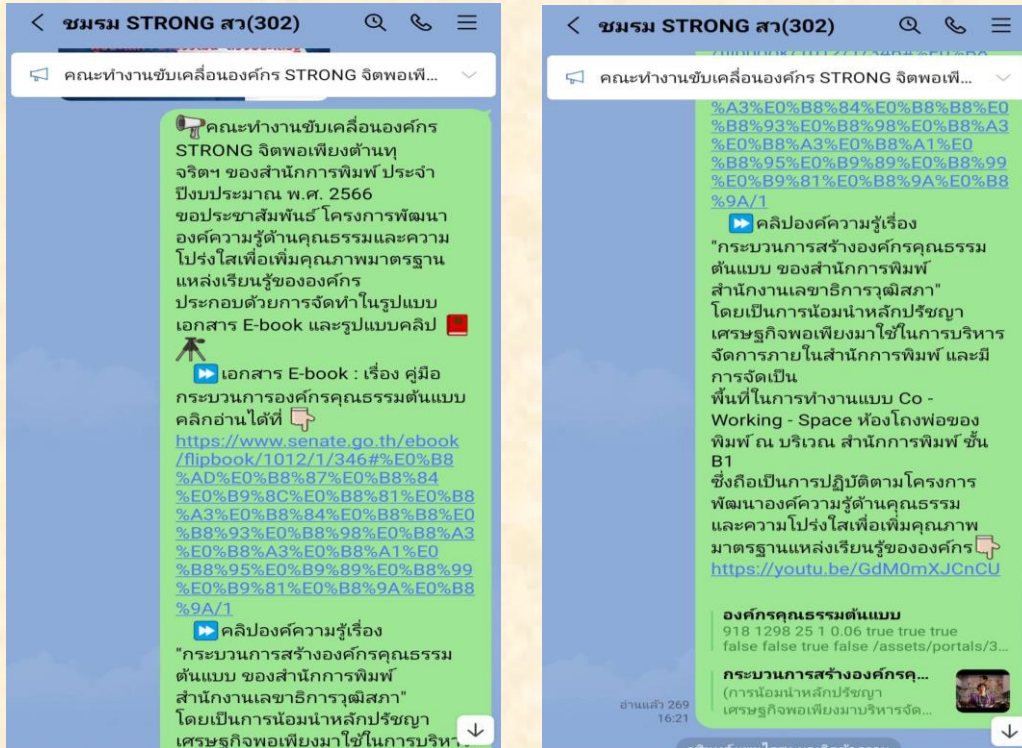 ชมรม STRONG สว(302)
คณะทำงานขับเคลื่อนองค์กร STRONG จิตพอเพี...
คณะทำงานขับเคลื่อนองค์กร
STRONG จิตพอเพียงต้านทุ
จริตฯ ของสำนักการพิมพ์ ประจำ
ปีงบประมาณ พ.ศ. 2566
ขอประชาสัมพันธ์ โครงการพัฒนา
องค์ความรู้ด้านคุณธรรมและความ
โปร่งใสเพื่อเพิ่มคุณภาพมาตรฐาน
แหล่งเรียนรู้ขององค์กร
ประกอบด้วยการจัดทำในรูปแบบ
เอกสาร E-book และรูปแบบคลิป
เอกสาร E-book : เรื่อง คู่มือ
กระบวนการองค์กรคุณธรรมต้นแบบ
คลิกอ่านได้ที่
https://www.senate.go.th/ebook
/flipbook/1012/1/346#%E0%B8
%AD%E0%B8%87%E0%B8%84
%E0%B9%8C%E0%B8%81%E0%B8
%A3%E0%B8%84%E0%B8%B8%E0
%B8%93%E0%B8%98%E0%B8%A3
%E0%B8%A3%E0%B8%A1%E0
%B8%95%E0%B9%89%E0%B8%99
%E0%B9%81%E0%B8%9A%E0%B8
%9A/1
คลิปองค์ความรู้เรื่อง
"กระบวนการสร้างองค์กรคุณธรรม
ต้นแบบ ของสำนักการพิมพ์
สำนักงานเลขาธิการวุฒิสภา"
โดยเป็นการน้อมนำหลักปรัชญา
เศรษฐกิจพอเพียงมาใช้ในการบริหาร
ชมรม STRONG สว(302)
คณะทำงานขับเคลื่อนองค์กร STRONG จิตพอเพี...
%A3%E0%B8%84%E0%B8%B8%E0
%B8%93%E0%B8%98%E0%B8%A3
%E0%B8%A3%E0%B8%A1%E0
%B8%95%E0%B9%89%E0%B8%99
%E0%B9%81%E0%B8%9A%E0%B8
%9A/1
คลิปองค์ความรู้เรื่อง
"กระบวนการสร้างองค์กรคุณธรรม
ต้นแบบ ของสำนักการพิมพ์
สำนักงานเลขาธิการวุฒิสภา"
โดยเป็นการน้อมนำหลักปรัชญา
เศรษฐกิจพอเพียงมาใช้ในการบริหาร
จัดการภายในสำนักการพิมพ์ และมี
การจัดเป็น
พื้นที่ในการทำงานแบบ Co -
Working - Space ห้องโถงพ่อของ
พิมพ์ ณ บริเวณ สำนักการพิมพ์ ชั้น
B1
ซึ่งถือเป็นการปฏิบัติตามโครงการ
พัฒนาองค์ความรู้ด้านคุณธรรม
และความโปร่งใสเพื่อเพิ่มคุณภาพ
มาตรฐานแหล่งเรียนรู้ขององค์กร
https://youtu.be/GdM0mXJCnCU
องค์กรคุณธรรมต้นแบบ
918 1298 25 1 0.06 true true true
false false true false /assets/portals/3...
กระบวนการสร้างองค์กรคุ...
(การน้อมนำหลักปรัชญา
เศรษฐกิจพอเพียงมาบริหารจัด...
อ่านแล้ว 269
16:21